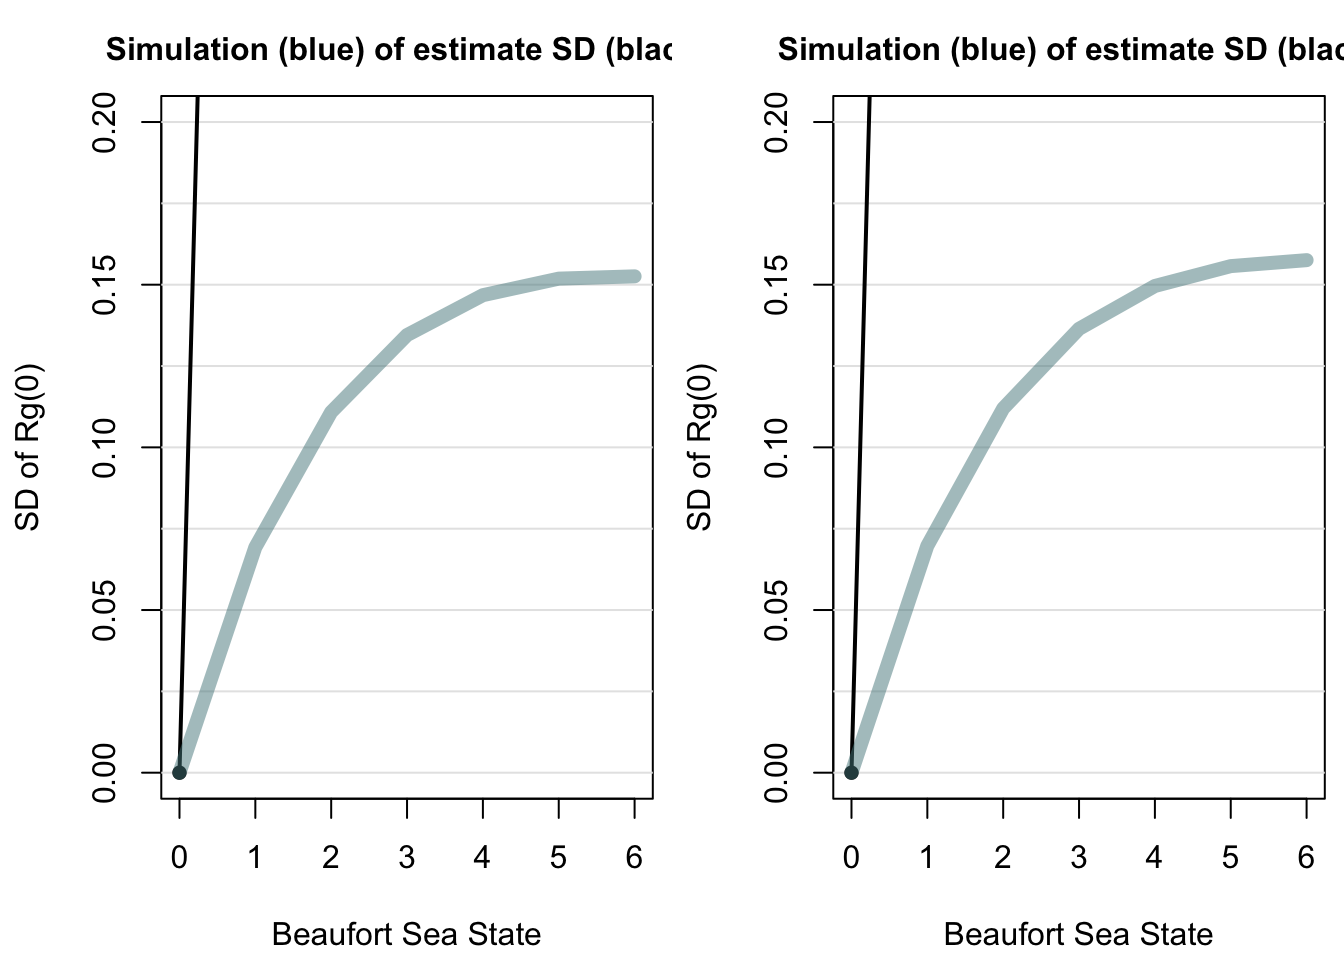 Simulation (blue) of estimate SD (blac
SD of Rg(0)
0.20
0.15
0.10
0.05
0.00
0 1 2 3 4 5 6
Beaufort Sea State
Simulation (blue) of estimate SD (blac
SD of Rg(0)
0.20
0.15
0.10
0.05
0.00
0 1 2 3 4 5 6
Beaufort Sea State